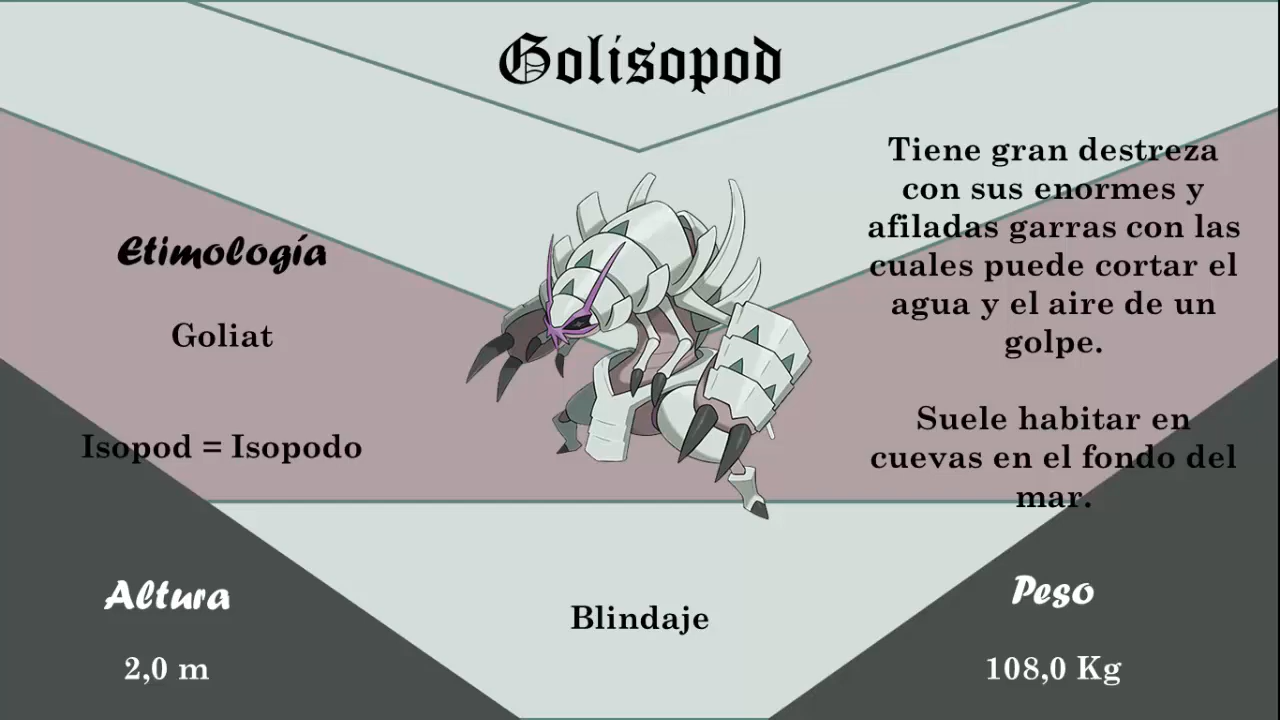 Golisopod
Etimología
Goliat
Isopod = Isopodo
Tiene gran destreza
con sus enormes y
afiladas garras con las
cuales puede cortar el
agua y el aire de un
golpe.
Suele habitar en
cuevas en el fondo del
mar.
Altura
2,0 m
Blindaje
Peso
108,0 Kg